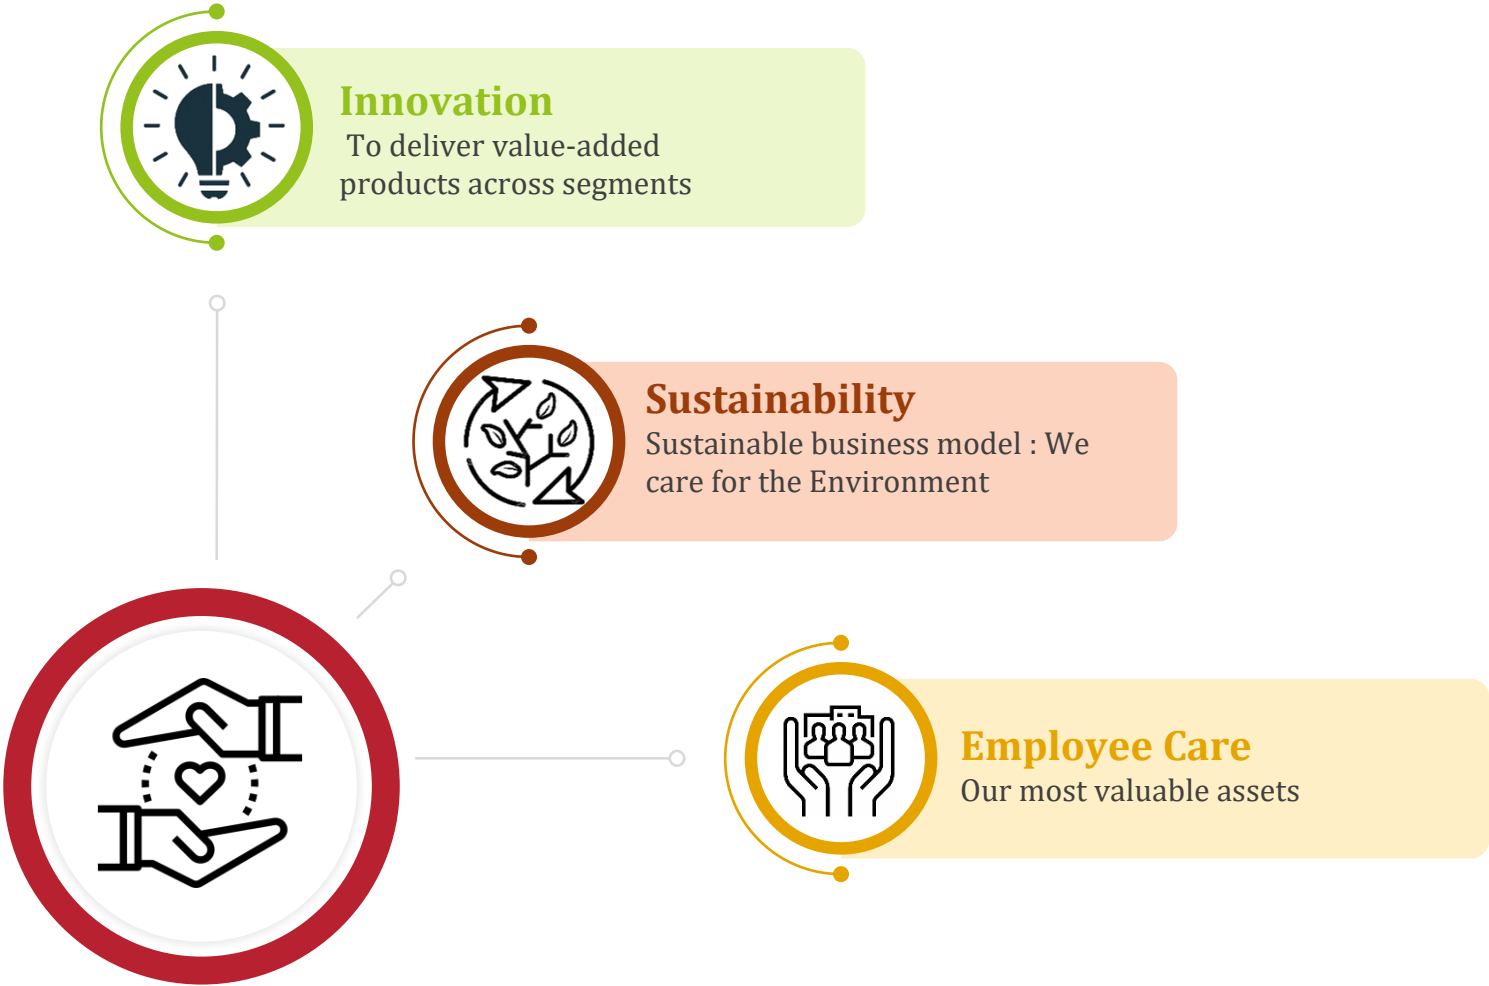 Innovation
To deliver value-added
products across segments
Sustainability
Sustainable business model : We
care for the Environment
Employee Care
Our most valuable assets